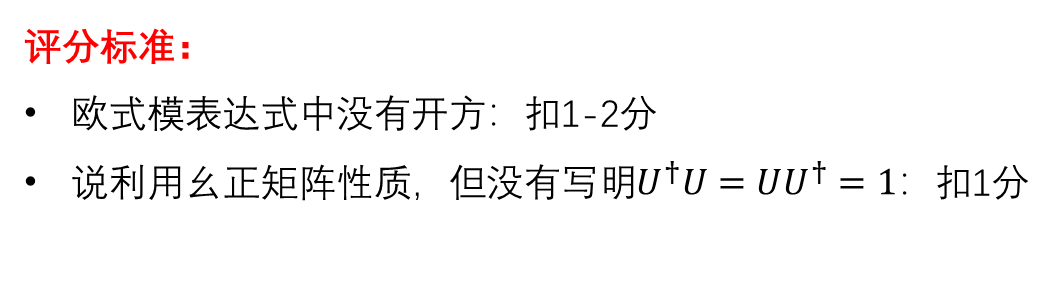 评分标准：
• 欧式模表达式中没有开方：扣1-2分
• 说利用幺正矩阵性质，但没有写明U†U = UU† = 1：扣1分